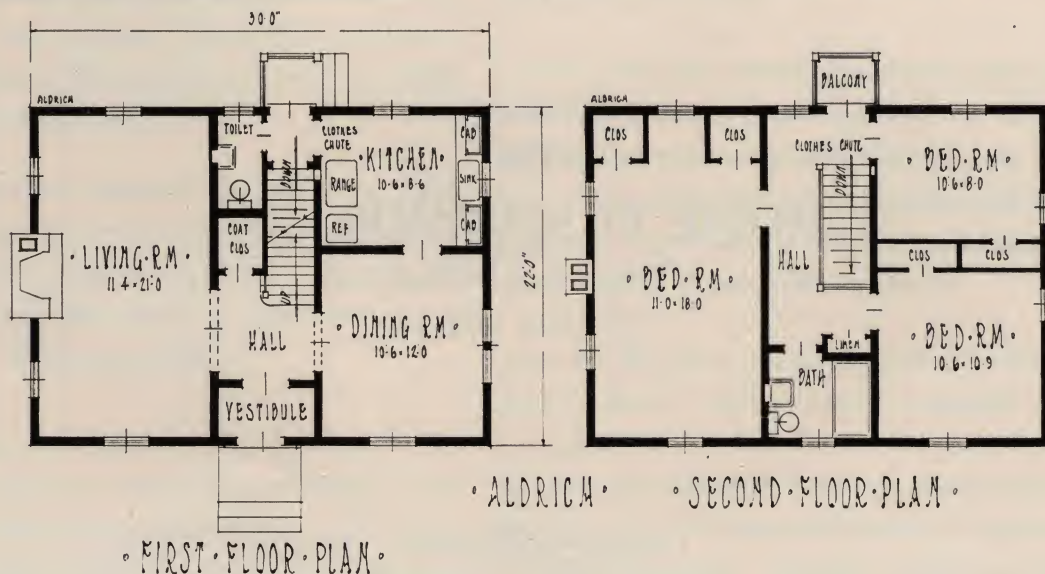 30'-0"
ALDRICH
TOILET
CLOTHES
CHUTE
· KITCHEN ·
10-6 = 8-6
CAD
SINK
CAD
RANGE
REF
DOWN
COAT
CLOS
· LIVING · RM ·
11 4 = 21-0
UP
HALL
· DINING RM ·
10-6 = 12-0
VESTIBULE
22'-0"
· FIRST · FLOOR · PLAN ·
ALDRICH
BALCONY
CLOS
CLOS
CLOTHES CHUTE
BED · RM
10-6 = 8-0
DOWN
CLOS
CLOS
HALL
· BED · RM ·
11-0 = 18-0
· BED · RM ·
10-6 = 10-9
LINEN
BATH
· ALDRICH · SECOND · FLOOR · PLAN ·